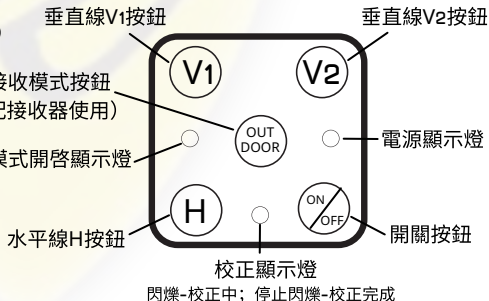 垂直線V1按鈕
垂直線V2按鈕
V1
V2
接收模式按鈕
配接收器使用）
OUT
DOOR
電源顯示燈
模式開啓顯示燈
H
ON
OFF
水平線H按鈕
開關按鈕
校正顯示燈
閃爍-校正中；停止閃爍-校正完成